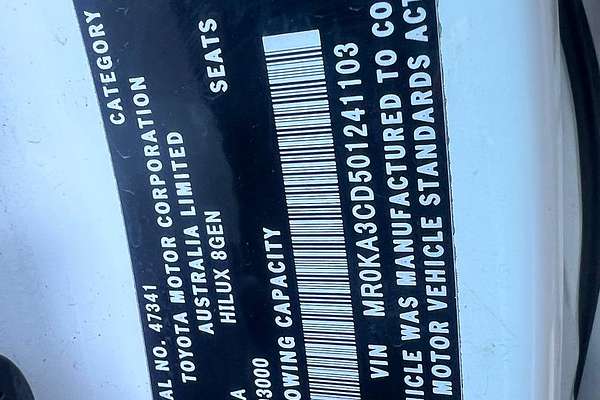 AL NO. 47341 CATEGORY
TOYOTA MOTOR CORPORATION
AUSTRALIA LIMITED
HILUX 8GEN SEATS
A
3000
OWING CAPACITY
VIN MR0KA3CD501241103
ICLE WAS MANUFACTURED TO CO
MOTOR VEHICLE STANDARDS ACT